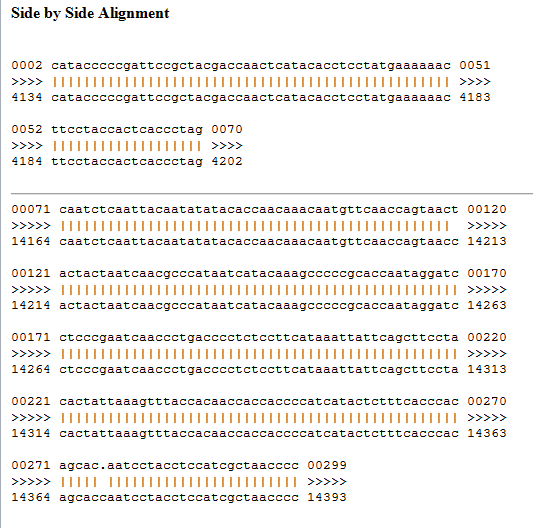 Side by Side Alignment
0002 catacccccgattccgctacgaccaactcatacacctcctatgaaaaaac 0051
>>>> |||||||||||||||||||||||||||||||||||||||||||||||||| >>>>
4134 catacccccgattccgctacgaccaactcatacacctcctatgaaaaaac 4183
0052 ttcctaccactcaccctag 0070
>>>> ||||||||||||||||||| >>>>
4184 ttcctaccactcaccctag 4202
00071 caatctcaattacaatatatacaccaacaaacaatgttcaaccagtaact 00120
>>>>> |||||||||||||||||||||||||||||||||||||||||||||||||  >>>>>
14164 caatctcaattacaatatatacaccaacaaacaatgttcaaccagtaacc 14213
00121 actactaatcaacgcccataatcatacaaagcccccgcaccaataggatc 00170
>>>>> |||||||||||||||||||||||||||||||||||||||||||||||||| >>>>>
14214 actactaatcaacgcccataatcatacaaagcccccgcaccaataggatc 14263
00171 ctcccgaatcaaccctgacccctctccttcataaattattcagcttccta 00220
>>>>> |||||||||||||||||||||||||||||||||||||||||||||||||| >>>>>
14264 ctcccgaatcaaccctgacccctctccttcataaattattcagcttccta 14313
00221 cactattaaagtttaccacaaccaccaccccatcatactctttcacccac 00270
>>>>> |||||||||||||||||||||||||||||||||||||||||||||||||| >>>>>
14314 cactattaaagtttaccacaaccaccaccccatcatactctttcacccac 14363
00271 agcac.aatcctacctccatcgctaacccc 00299
>>>>> ||||| |||||||||||||||||||||||| >>>>>
14364 agcaccaatcctacctccatcgctaacccc 14393